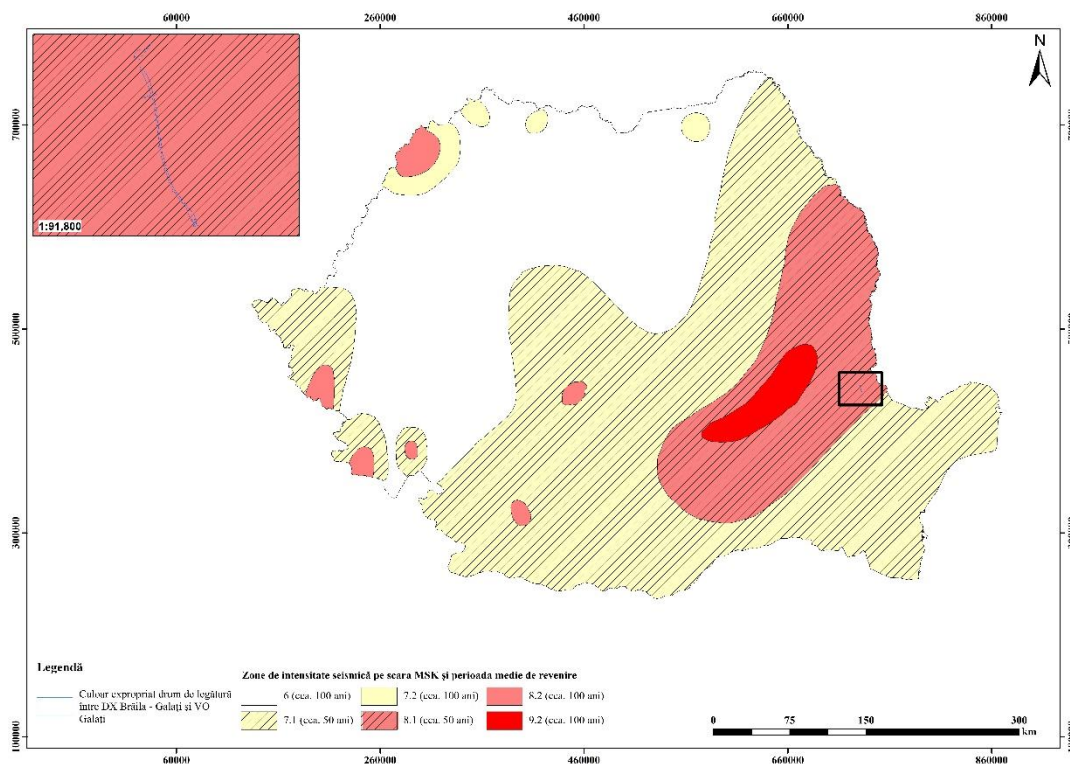 60000 260000 460000 660000 860000
N
700000
1:91,800
500000
300000
100000
Legendă
Culoar expropriat drum de legătură
între DX Brăila - Galați și VO
Galați
Zone de intensitate seismică pe scara MSK și perioada medie de revenire
6 (cca. 100 ani) 7.2 (cca. 100 ani) 8.2 (cca. 100 ani)
7.1 (cca. 50 ani) 8.1 (cca. 50 ani) 9.2 (cca. 100 ani)
0 75 150 300
km
60000 260000 460000 660000 860000